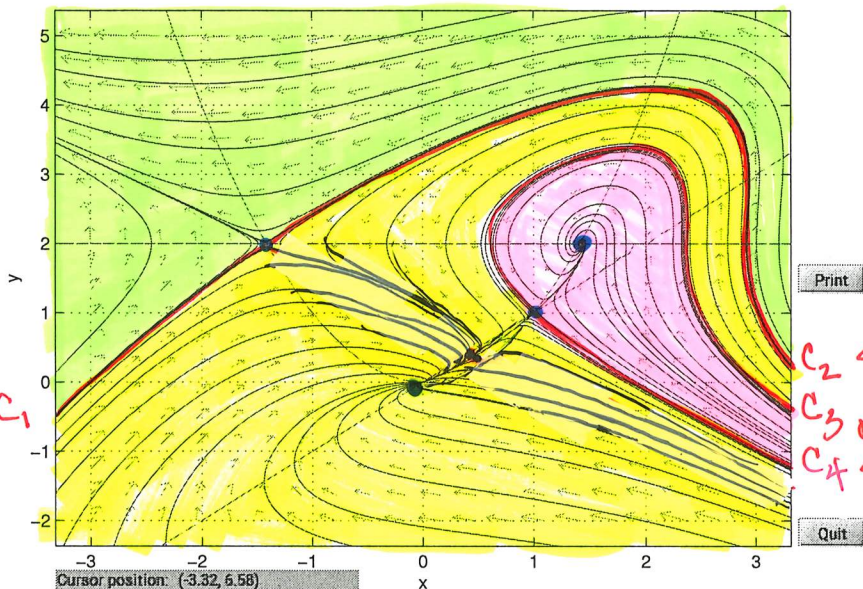 5
4
3
2
1
0
−1
−2
y
−3 −2 −1 0 1 2 3
x
C₁
C₂
C₃
C₄
Print
Quit
Cursor position: (-3.32, 6.58)